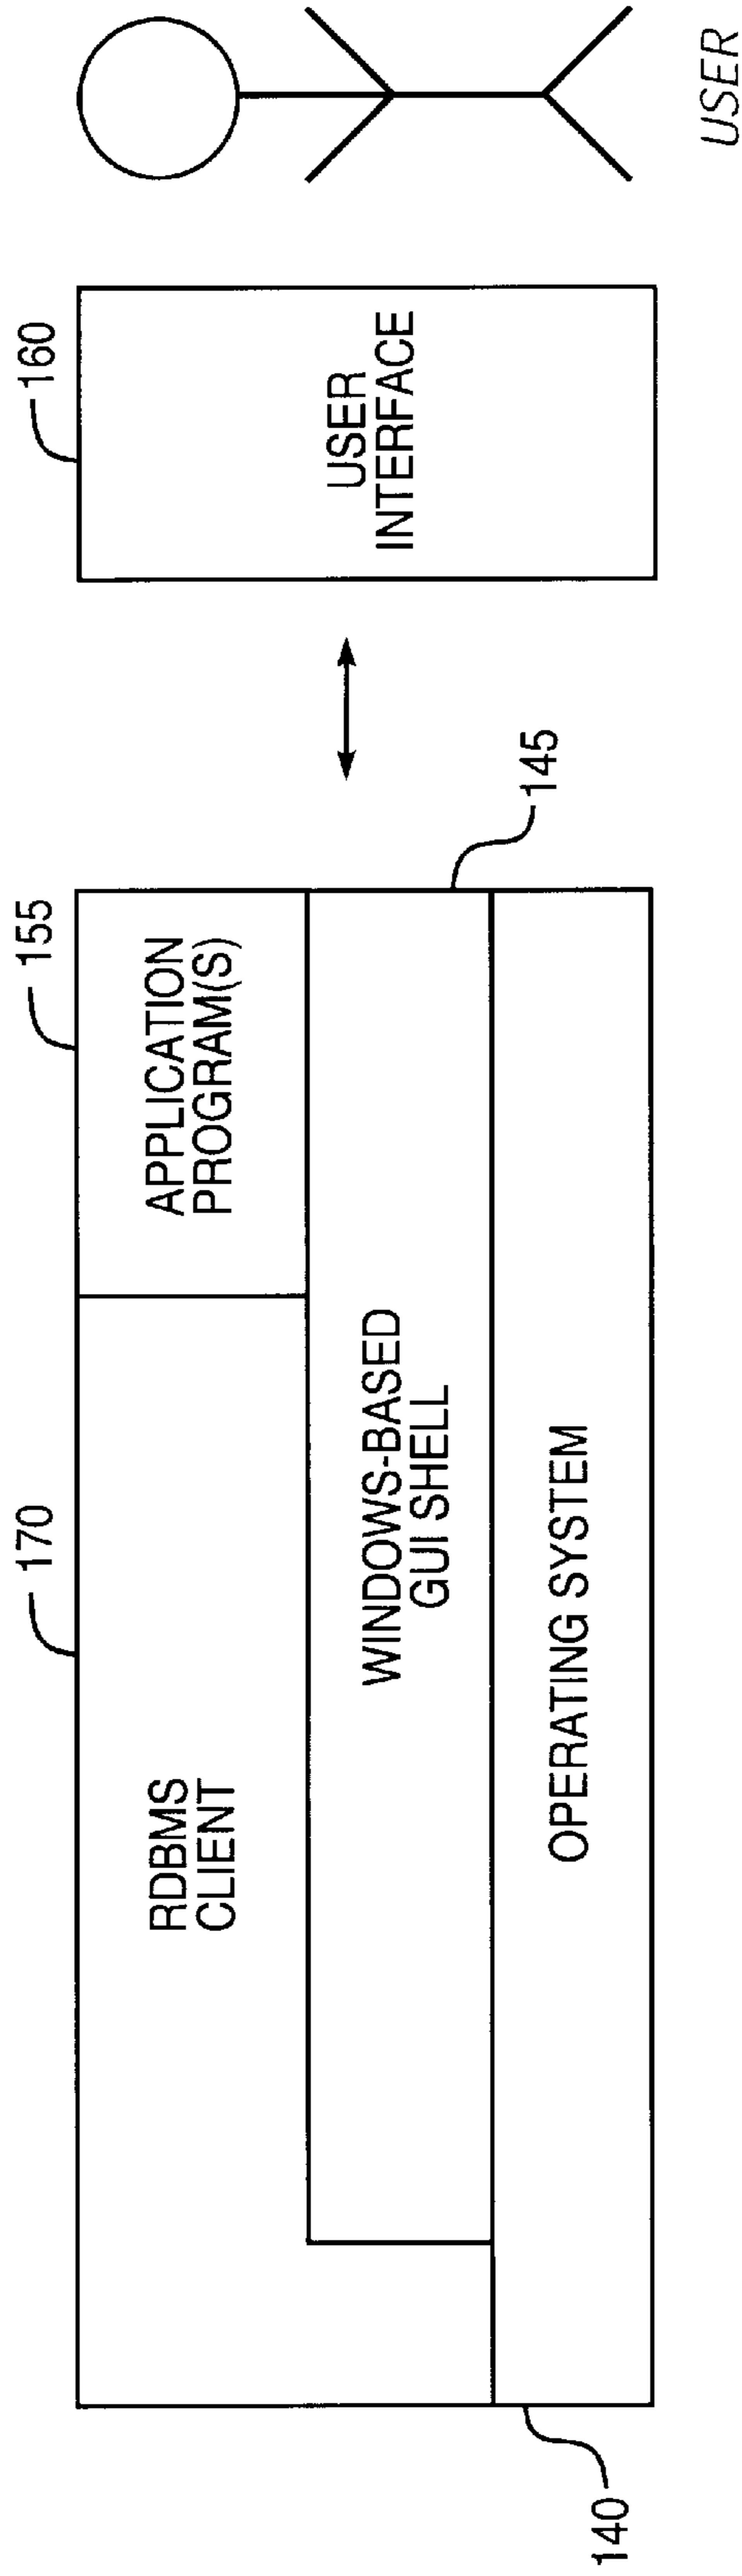 170
155
160
RDBMS
CLIENT
APPLICATION
PROGRAM(S)
WINDOWS-BASED
GUI SHELL
OPERATING SYSTEM
140
145
USER
INTERFACE
USER